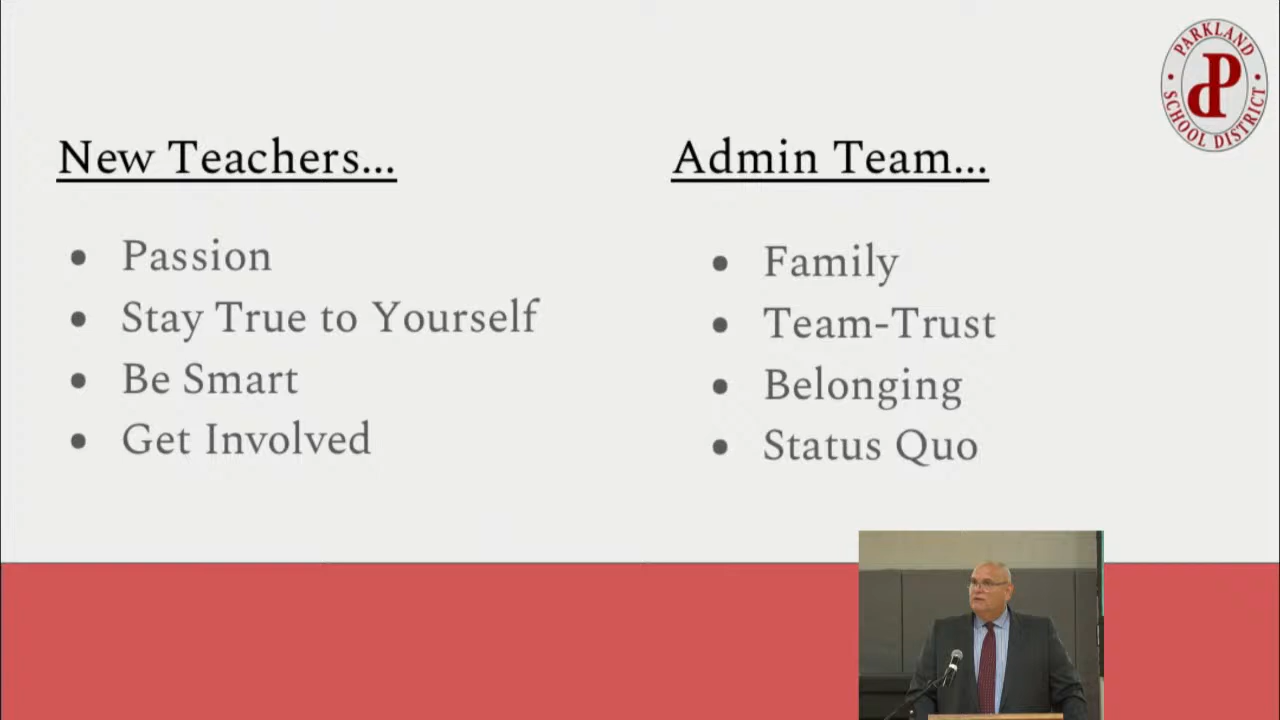 PARKLAND
SCHOOL DISTRICT
New Teachers...
Passion
Stay True to Yourself
Be Smart
Get Involved
Admin Team...
Family
Team-Trust
Belonging
Status Quo